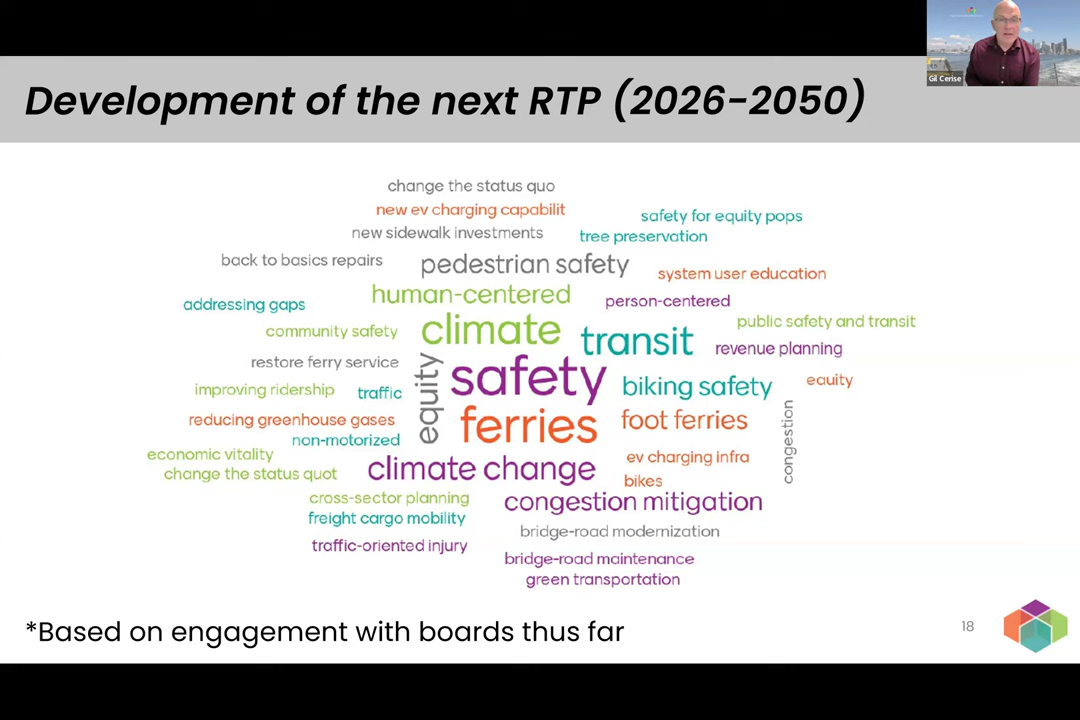 Gil Cerise
Development of the next RTP (2026-2050)
change the status quo
new ev charging capabilit
safety for equity pops
new sidewalk investments
tree preservation
back to basics repairs
pedestrian safety
system user education
human-centered
person-centered
addressing gaps
community safety
climate
transit
public safety and transit
revenue planning
restore ferry service
equity
safety
biking safety
equity
improving ridership
traffic
reducing greenhouse gases
ferries
foot ferries
congestion
non-motorized
economic vitality
change the status quot
climate change
ev charging infra
bikes
cross-sector planning
congestion mitigation
freight cargo mobility
bridge-road modernization
traffic-oriented injury
bridge-road maintenance
green transportation
*Based on engagement with boards thus far
18